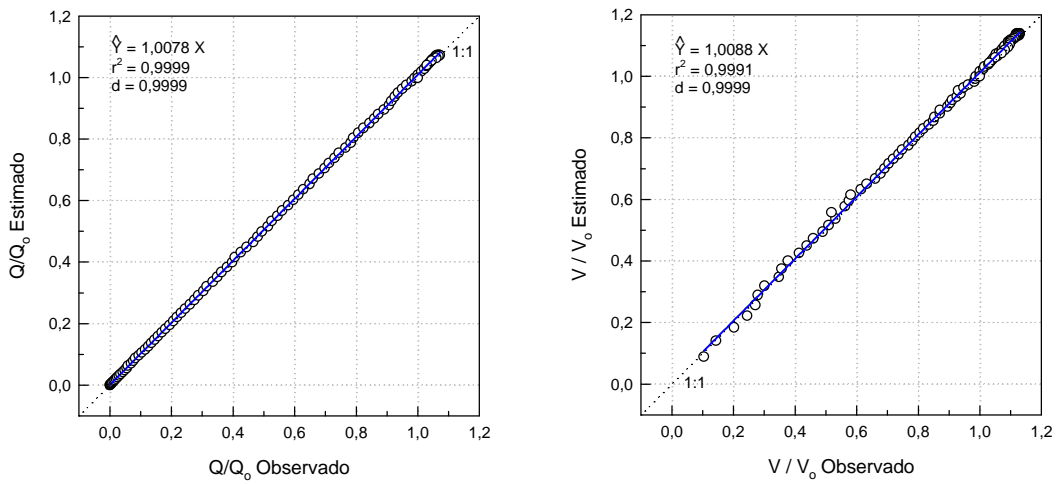 1,2
1,0
0,8
0,6
0,4
0,2
0,0
Q/Qo Estimado
Ŷ = 1,0078 X
r² = 0,9999
d = 0,9999
1:1
0,0 0,2 0,4 0,6 0,8 1,0 1,2
Q/Qo Observado
1,2
1,0
0,8
0,6
0,4
0,2
0,0
V / Vo Estimado
Ŷ = 1,0088 X
r² = 0,9991
d = 0,9999
1:1
0,0 0,2 0,4 0,6 0,8 1,0 1,2
V / Vo Observado